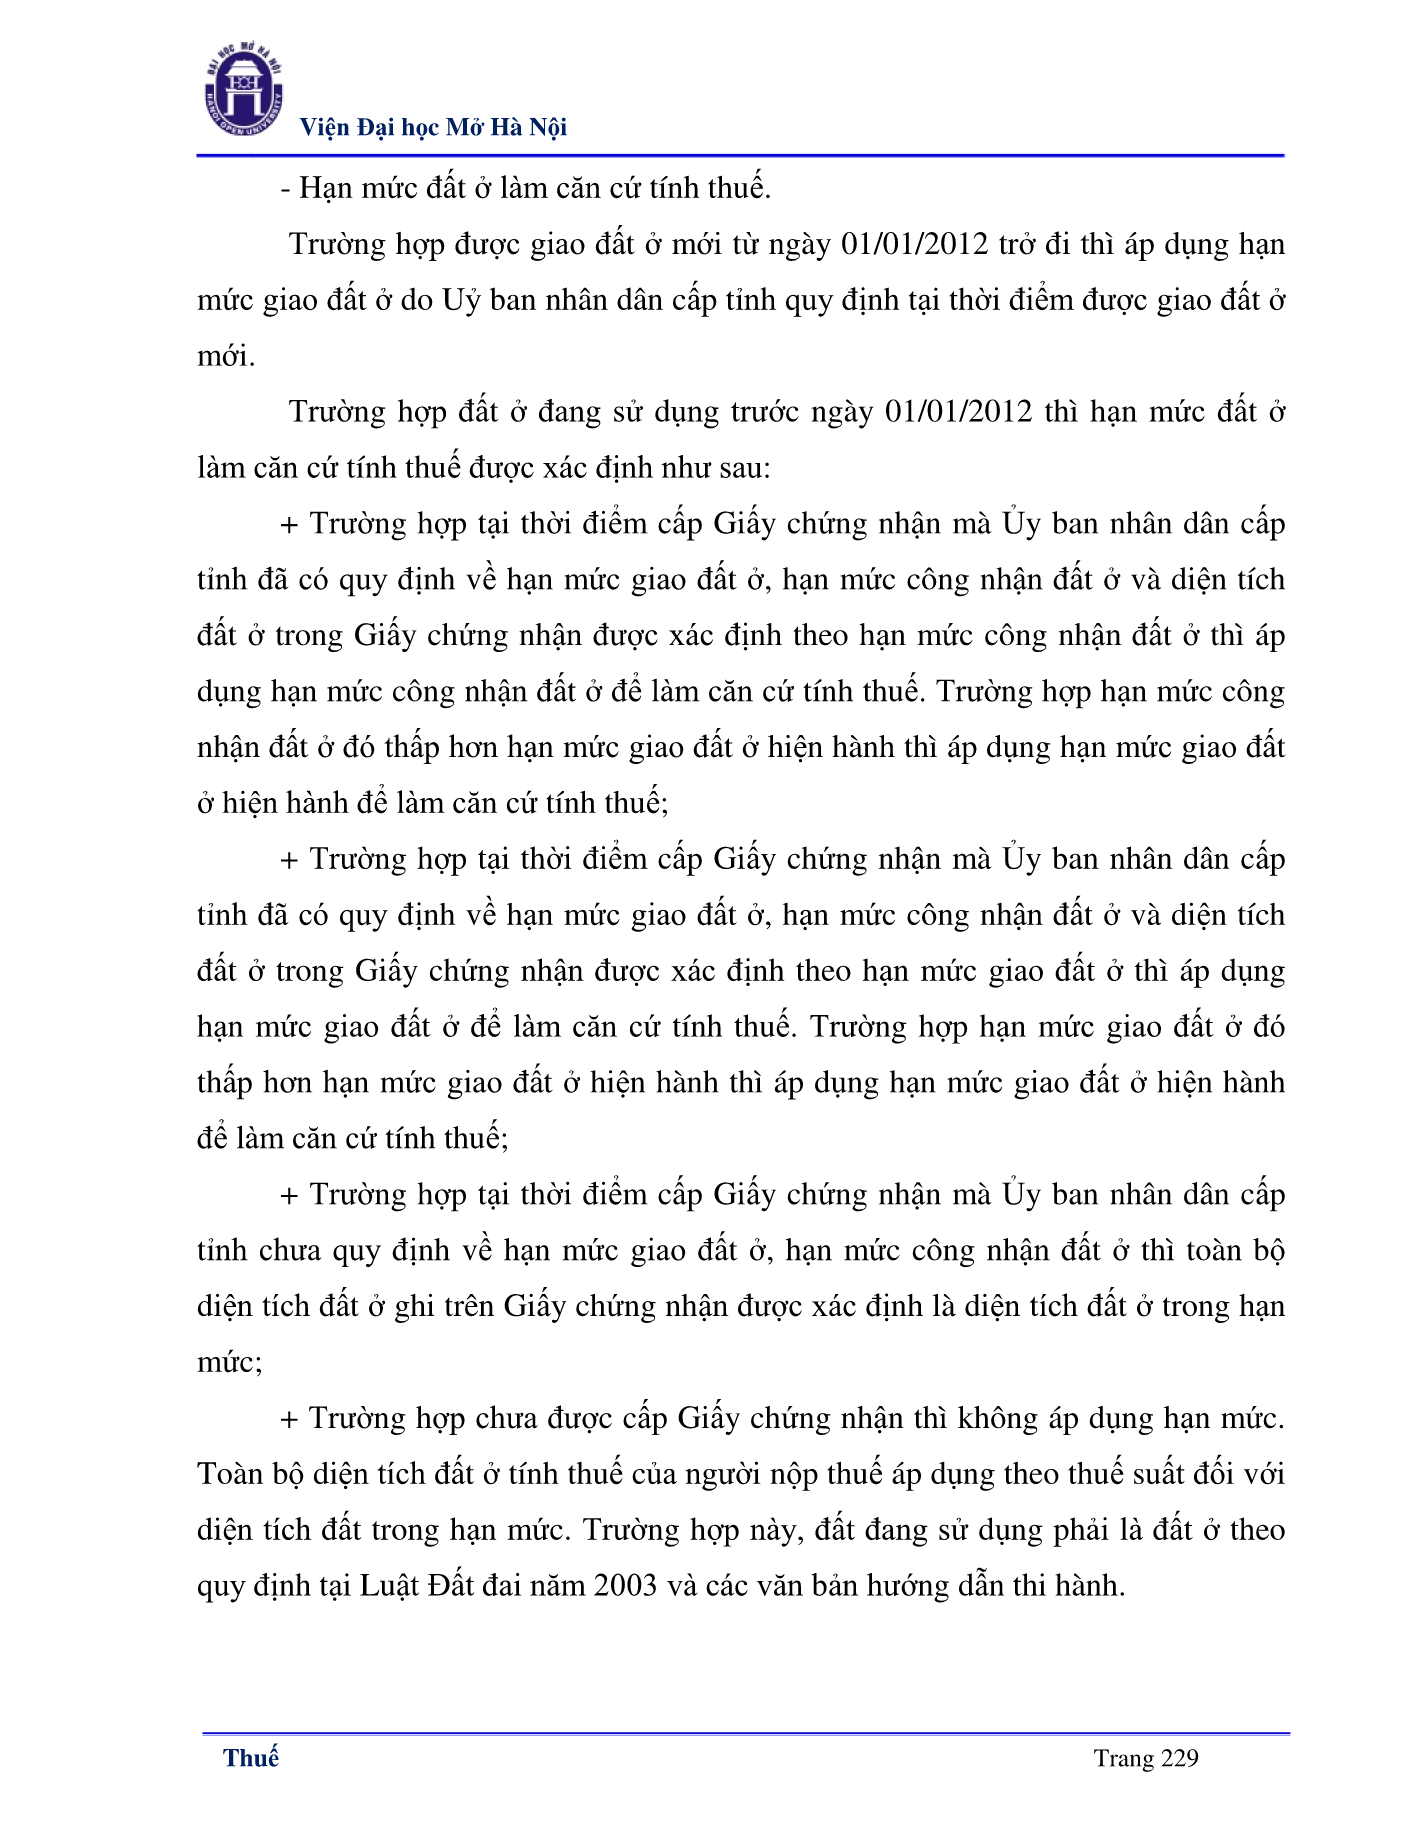 ĐẠI HỌC MỞ HÀ NỘI
HANOI OPEN UNIVERSITY
Viện Đại học Mở Hà Nội
- Hạn mức đất ở làm căn cứ tính thuế.
Trường hợp được giao đất ở mới từ ngày 01/01/2012 trở đi thì áp dụng hạn
mức giao đất ở do Uỷ ban nhân dân cấp tỉnh quy định tại thời điểm được giao đất ở
mới.
Trường hợp đất ở đang sử dụng trước ngày 01/01/2012 thì hạn mức đất ở
làm căn cứ tính thuế được xác định như sau:
+ Trường hợp tại thời điểm cấp Giấy chứng nhận mà Ủy ban nhân dân cấp
tỉnh đã có quy định về hạn mức giao đất ở, hạn mức công nhận đất ở và diện tích
đất ở trong Giấy chứng nhận được xác định theo hạn mức công nhận đất ở thì áp
dụng hạn mức công nhận đất ở để làm căn cứ tính thuế. Trường hợp hạn mức công
nhận đất ở đó thấp hơn hạn mức giao đất ở hiện hành thì áp dụng hạn mức giao đất
ở hiện hành để làm căn cứ tính thuế;
+ Trường hợp tại thời điểm cấp Giấy chứng nhận mà Ủy ban nhân dân cấp
tỉnh đã có quy định về hạn mức giao đất ở, hạn mức công nhận đất ở và diện tích
đất ở trong Giấy chứng nhận được xác định theo hạn mức giao đất ở thì áp dụng
hạn mức giao đất ở để làm căn cứ tính thuế. Trường hợp hạn mức giao đất ở đó
thấp hơn hạn mức giao đất ở hiện hành thì áp dụng hạn mức giao đất ở hiện hành
để làm căn cứ tính thuế;
+ Trường hợp tại thời điểm cấp Giấy chứng nhận mà Ủy ban nhân dân cấp
tỉnh chưa quy định về hạn mức giao đất ở, hạn mức công nhận đất ở thì toàn bộ
diện tích đất ở ghi trên Giấy chứng nhận được xác định là diện tích đất ở trong hạn
mức;
+ Trường hợp chưa được cấp Giấy chứng nhận thì không áp dụng hạn mức.
Toàn bộ diện tích đất ở tính thuế của người nộp thuế áp dụng theo thuế suất đối với
diện tích đất trong hạn mức. Trường hợp này, đất đang sử dụng phải là đất ở theo
quy định tại Luật Đất đai năm 2003 và các văn bản hướng dẫn thi hành.
Thuế
Trang 229